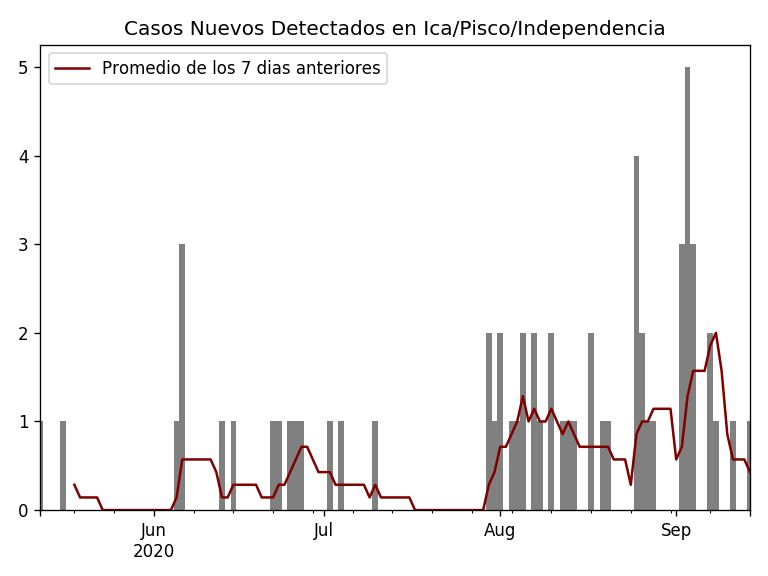 Casos Nuevos Detectados en Ica/Pisco/Independencia
Promedio de los 7 dias anteriores
5
4
3
2
1
0
Jun
2020
Jul
Aug
Sep